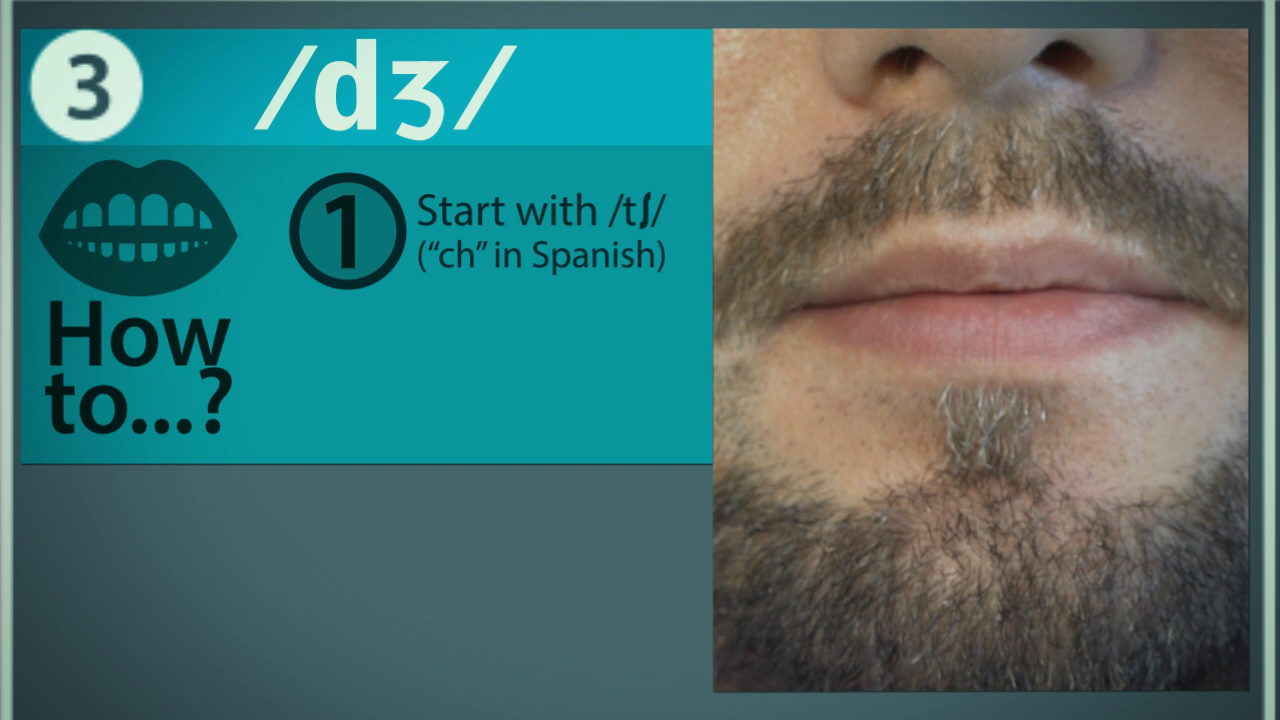 3
/dʒ/
1
Start with /tʃ/
(“ch” in Spanish)
How
to...?